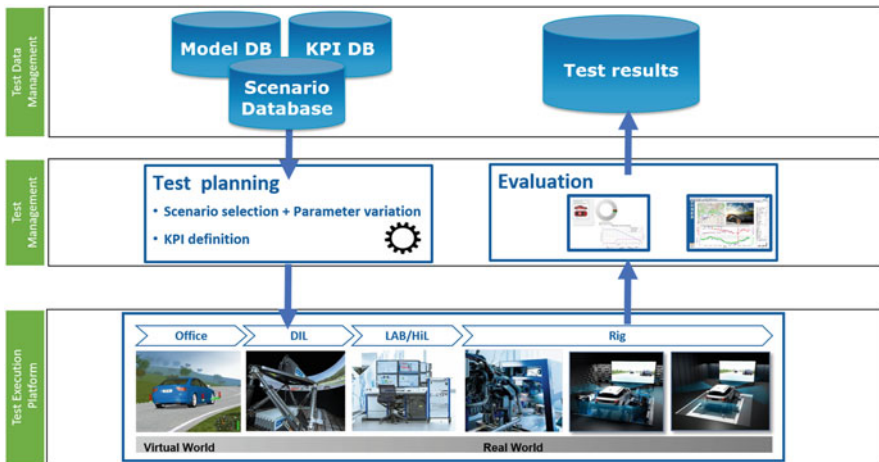 Test Data
Management
Model DB
KPI DB
Scenario
Database
Test results
Test
Management
Test planning
• Scenario selection + Parameter variation
• KPI definition
Evaluation
Test Execution
Platform
Office
DIL
LAB/HiL
Rig
Virtual World
Real World